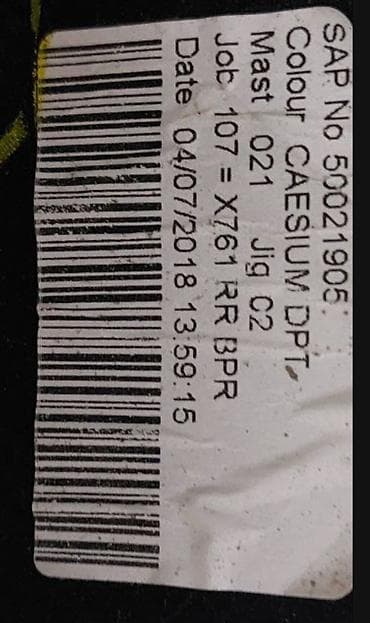 SAP No 50021905
Colour CAESIUM DPT
Mast 021 Jig C2
Job 107 = X761 RR BPR
Date 04/07/2018 13:59:15